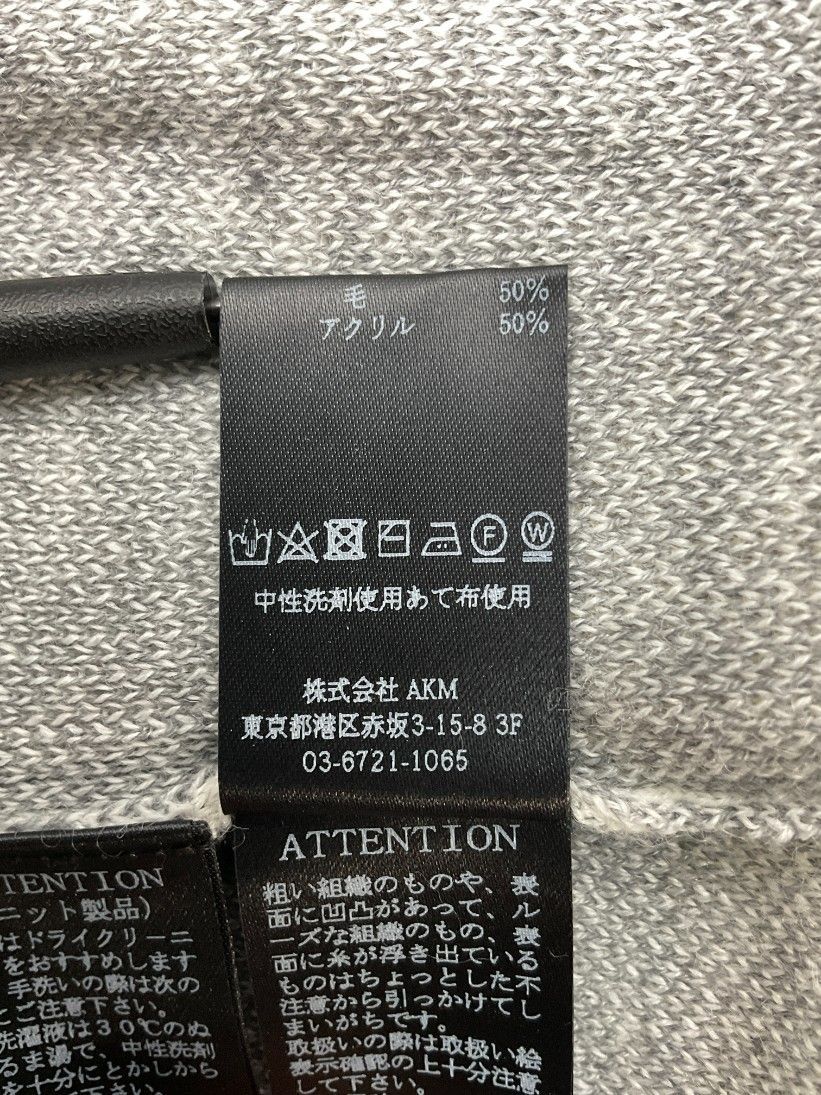 毛 50%
アクリル 50%
F W
中性洗剤使用あて布使用
株式会社 AKM
東京都港区赤坂3-15-8 3F
03-6721-1065
ATTENTION
粗い組織のものや、表
面に凹凸があって、ル
ーズな組織のもの、表
面に糸が浮き出ている
ものはちょっとした不
注意から引っかけてし
まいがちです。
取扱いの際は取扱い絵
表示確認の上十分注意
して下さい。
TENTION
ニット製品)
はドライクリーニ
をおすすめします
手洗いの際は次の
ご注意下さい。
洗濯液は30℃のぬ
るま湯で、中性洗剤
を十分にとかしから